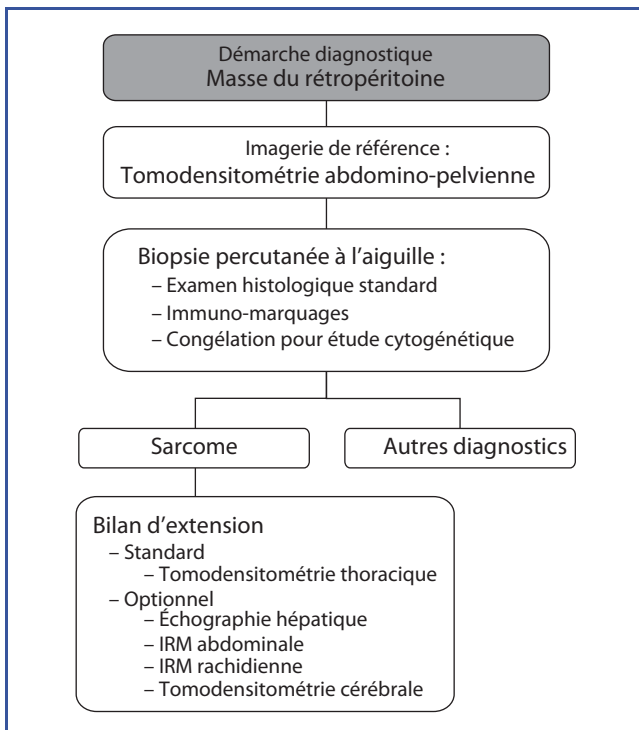 Démarche diagnostique
Masse du rétropéritoine
Imagerie de référence :
Tomodensitométrie abdomino-pelvienne
Biopsie percutanée à l’aiguille :
– Examen histologique standard
– Immuno-marquages
– Congélation pour étude cytogénétique
Sarcome
Autres diagnostics
Bilan d’extension
– Standard
– Tomodensitométrie thoracique
– Optionnel
– Échographie hépatique
– IRM abdominale
– IRM rachidienne
– Tomodensitométrie cérébrale